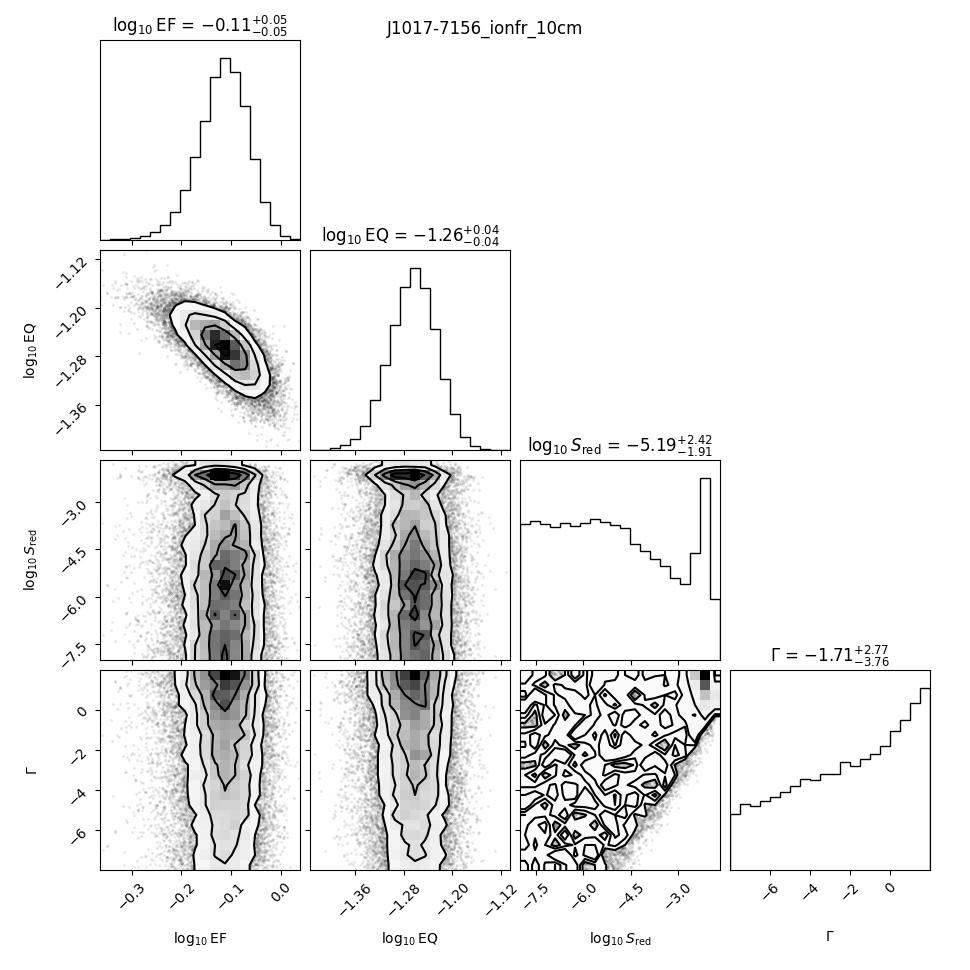 J1017-7156_ionfr_10cm
log₁₀ EF = −0.11 +0.05 −0.05
log₁₀ EQ = −1.26 +0.04 −0.04
−1.12
−1.20
−1.28
−1.36
log₁₀ EQ
log₁₀ S_red = −5.19 +2.42 −1.91
−3.0
−4.5
−6.0
−7.5
log₁₀ S_red
Γ = −1.71 +2.77 −3.76
0
−2
−4
−6
Γ
−0.3 −0.2 −0.1 0.0
−1.36 −1.28 −1.20 −1.12
−7.5 −6.0 −4.5 −3.0
−6 −4 −2 0
log₁₀ EF
log₁₀ EQ
log₁₀ S_red
Γ